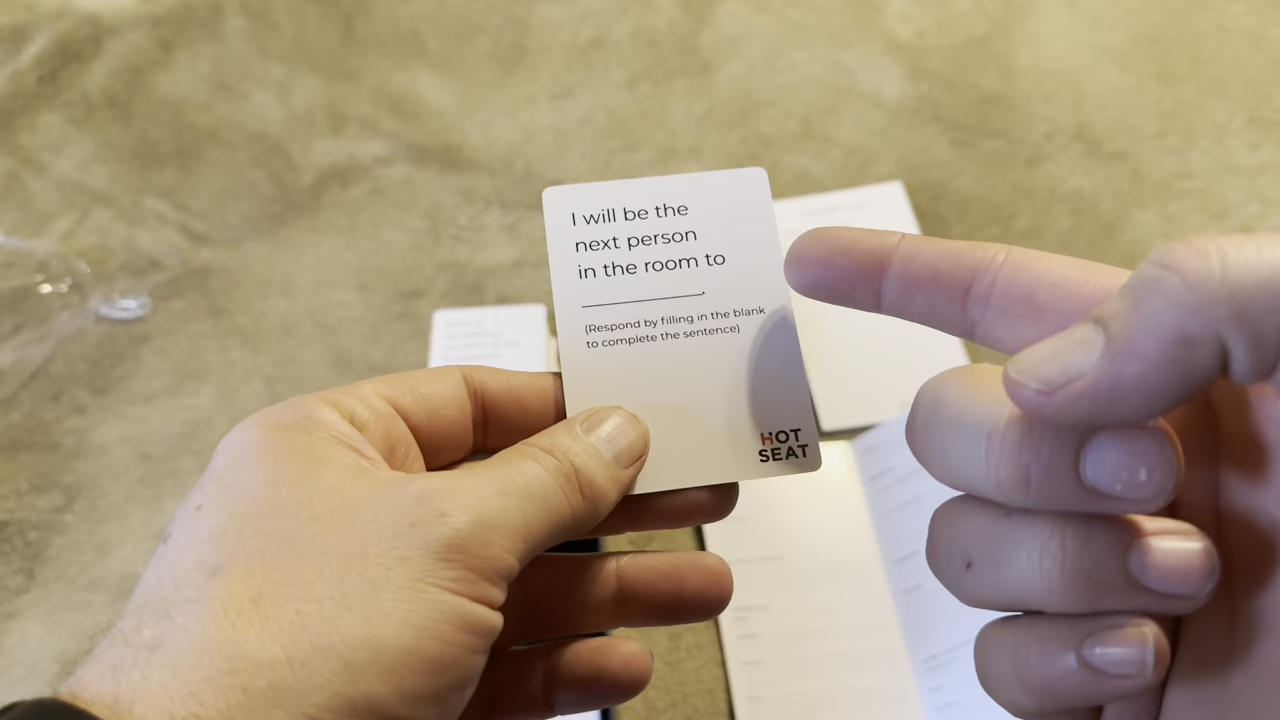 I will be the
next person
in the room to
____________.
(Respond by filling in the blank
to complete the sentence)
HOT
SEAT